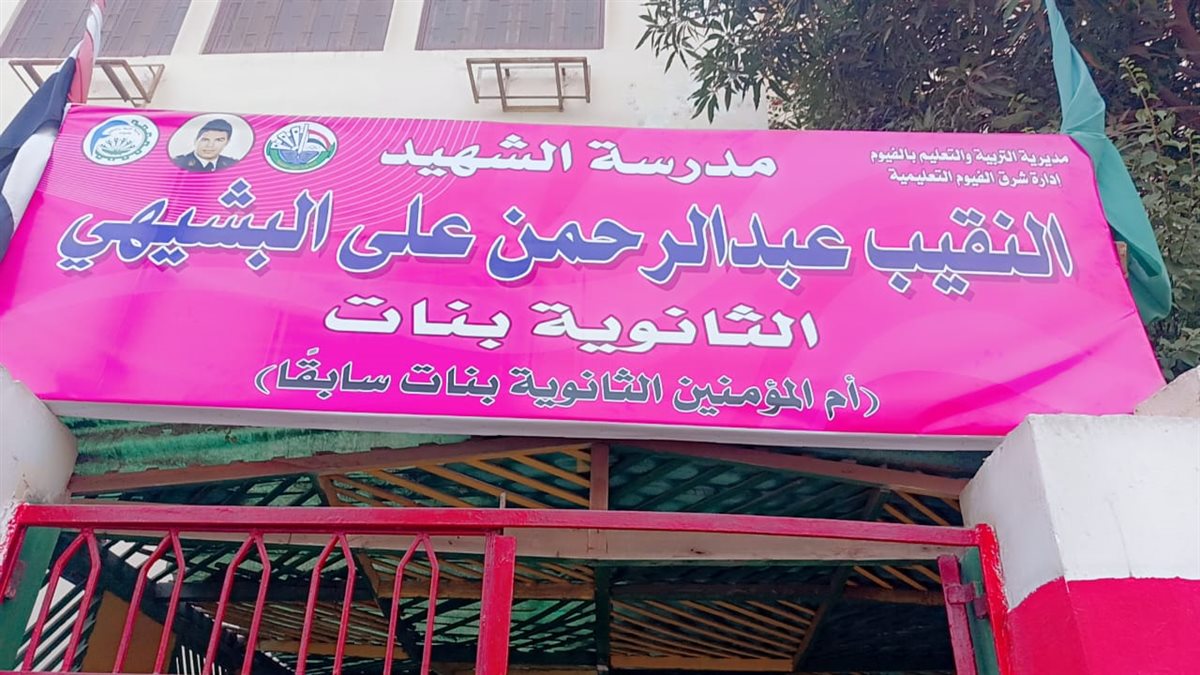 مديرية التربية والتعليم بالفيوم
إدارة شرق الفيوم التعليمية
مدرسة الشهيد
النقيب عبدالرحمن على البشيهي
الثانوية بنات
(أم المؤمنين الثانوية بنات سابقًا)